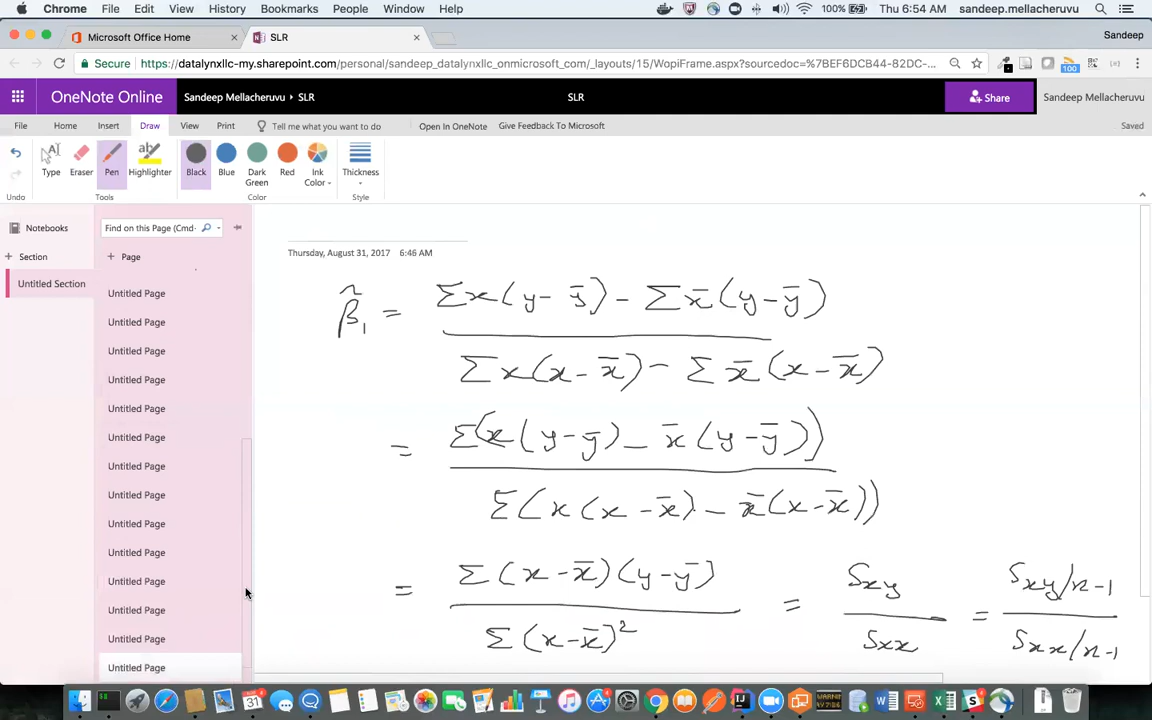 Chrome File Edit View History Bookmarks People Window Help 100% Thu 6:54 AM sandeep.mellacheruvu
Microsoft Office Home × SLR × Sandeep
Secure https://datalynxllc-my.sharepoint.com/personal/sandeep_datalynxllc_onmicrosoft_com/_layouts/15/WopiFrame.aspx?sourcedoc=%7BEF6DCB44-82DC-... 100
OneNote Online Sandeep Mellacheruvu ▸ SLR SLR Share Sandeep Mellacheruvu
File Home Insert Draw View Print Tell me what you want to do Open In OneNote Give Feedback To Microsoft Saved
Type Eraser Pen Highlighter Black Blue Dark Green Red Ink Color Thickness
Undo Tools Color Style
Notebooks Find on this Page (Cmd-
+ Section + Page
Thursday, August 31, 2017 6:46 AM
Untitled Section
Untitled Page
Untitled Page
Untitled Page
Untitled Page
Untitled Page
Untitled Page
Untitled Page
Untitled Page
Untitled Page
Untitled Page
Untitled Page
Untitled Page
Untitled Page
Untitled Page
β̂₁ = Σx(y-ȳ) - Σx̄(y-ȳ)
Σx(x-x̄) - Σx̄(x-x̄)
= Σ(x(y-ȳ) - x̄(y-ȳ))
Σ(x(x-x̄) - x̄(x-x̄))
= Σ(x-x̄)(y-ȳ) = Sxy = Sxy/n-1
Σ(x-x̄)² Sxx Sxx/n-1
31